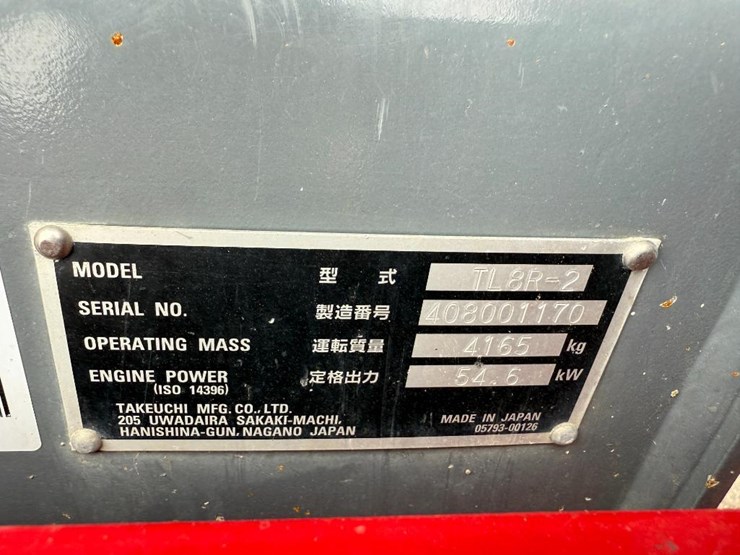 MODEL 型 式 TL8R-2
SERIAL NO. 製造番号 408001170
OPERATING MASS 運転質量 4165 kg
ENGINE POWER 定格出力 54.6 kW
(ISO 14396)
TAKEUCHI MFG. CO., LTD.
205 UWADAIRA SAKAKI-MACHI,
HANISHINA-GUN, NAGANO JAPAN
MADE IN JAPAN
05793-00126